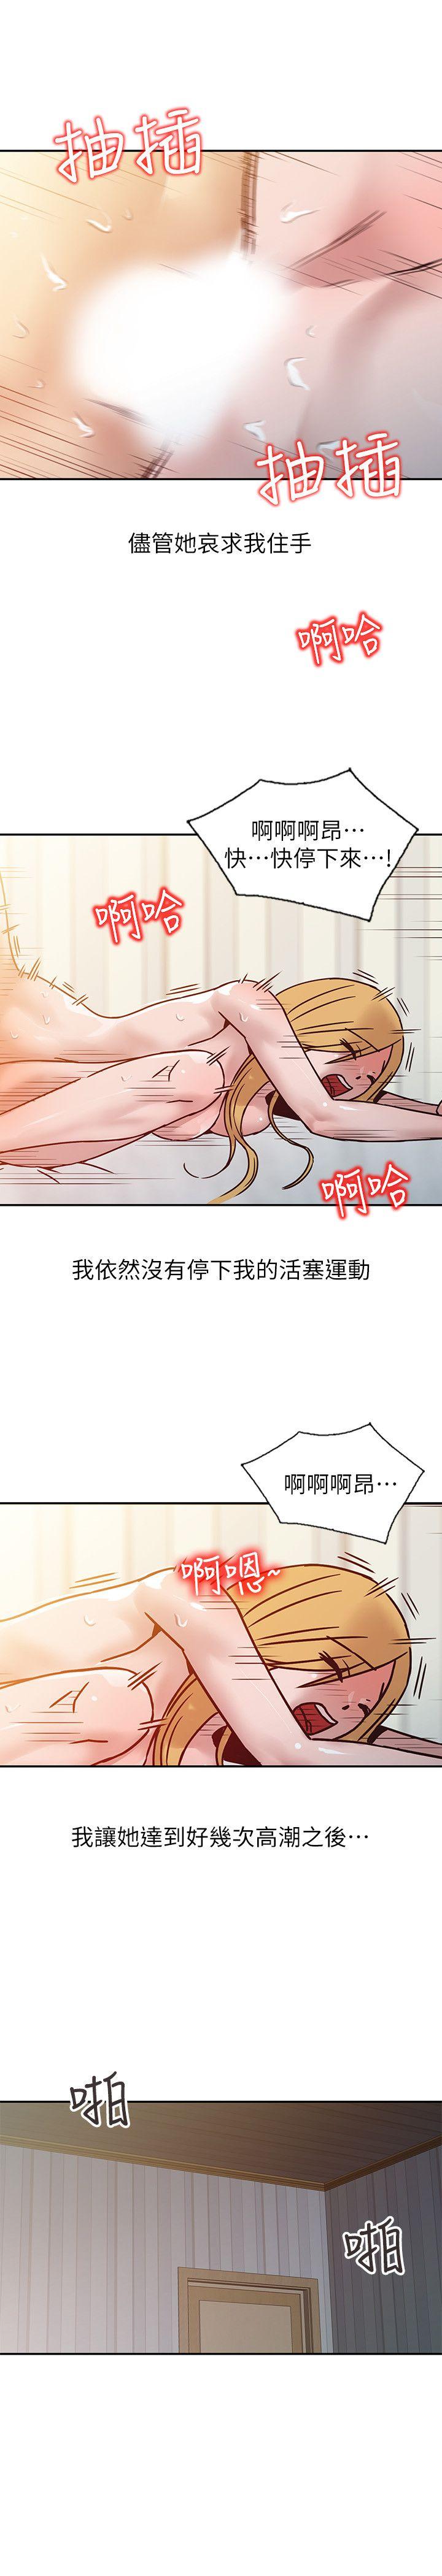 抽插
抽插
儘管她哀求我住手
啊哈
啊啊啊昂…
快…快停下來…!
啊哈
啊哈
我依然沒有停下我的活塞運動
啊啊啊昂…
啊嗯~
我讓她達到好幾次高潮之後…
啪
啪